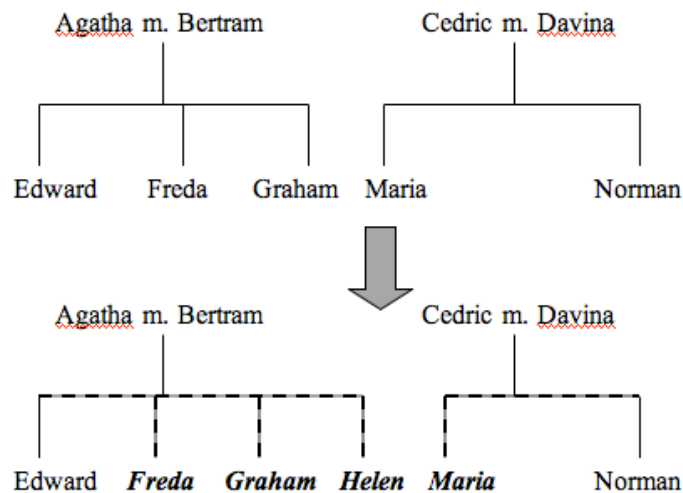 Agatha m. Bertram Cedric m. Davina
Edward Freda Graham Maria Norman
Agatha m. Bertram Cedric m. Davina
Edward Freda Graham Helen Maria Norman